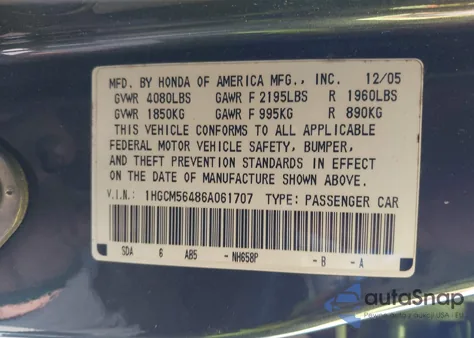 MFD. BY HONDA OF AMERICA MFG., INC. 12/05
GVWR 4080LBS GAWR F 2195LBS R 1960LBS
GVWR 1850KG GAWR F 995KG R 890KG
THIS VEHICLE CONFORMS TO ALL APPLICABLE
FEDERAL MOTOR VEHICLE SAFETY, BUMPER,
AND THEFT PREVENTION STANDARDS IN EFFECT
ON THE DATE OF MANUFACTURE SHOWN ABOVE.
V.I.N.: 1HGCM56486A061707 TYPE: PASSENGER CAR
SDA 6 AB5 - NH658P - B - A
autoSnap